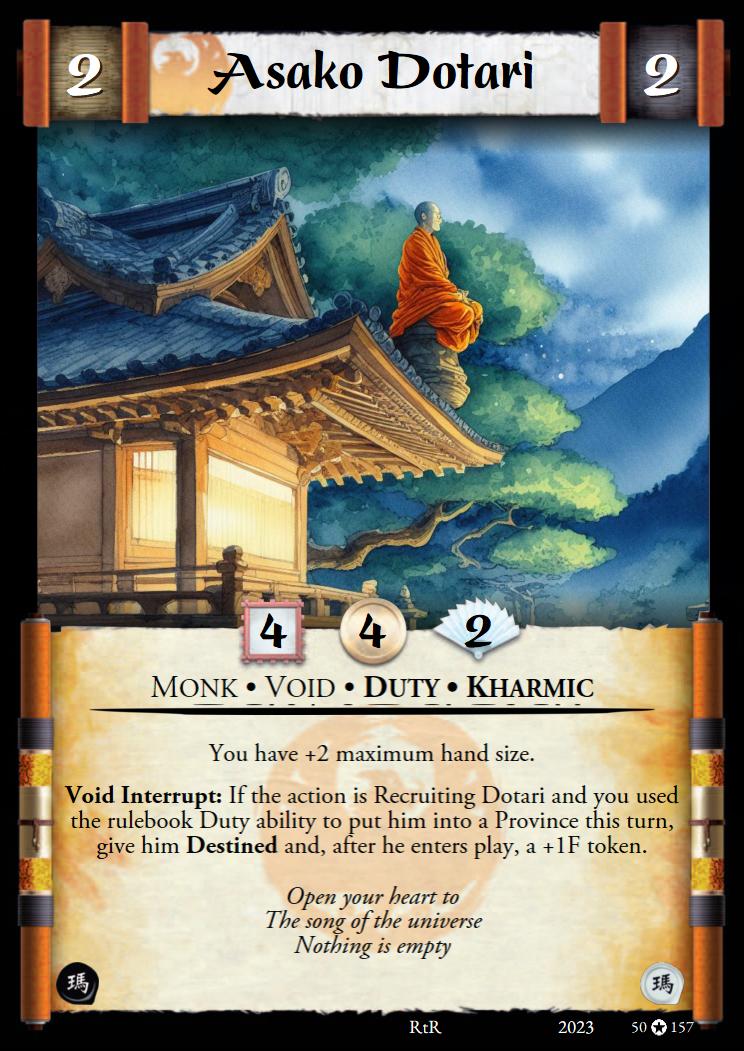 2 Asako Dotari 2
4 4 2
Monk • Void • Duty • Kharmic
You have +2 maximum hand size.
Void Interrupt: If the action is Recruiting Dotari and you used
the rulebook Duty ability to put him into a Province this turn,
give him Destined and, after he enters play, a +1F token.
Open your heart to
The song of the universe
Nothing is empty
瑪 瑪
RtR 2023 50 ✪ 157